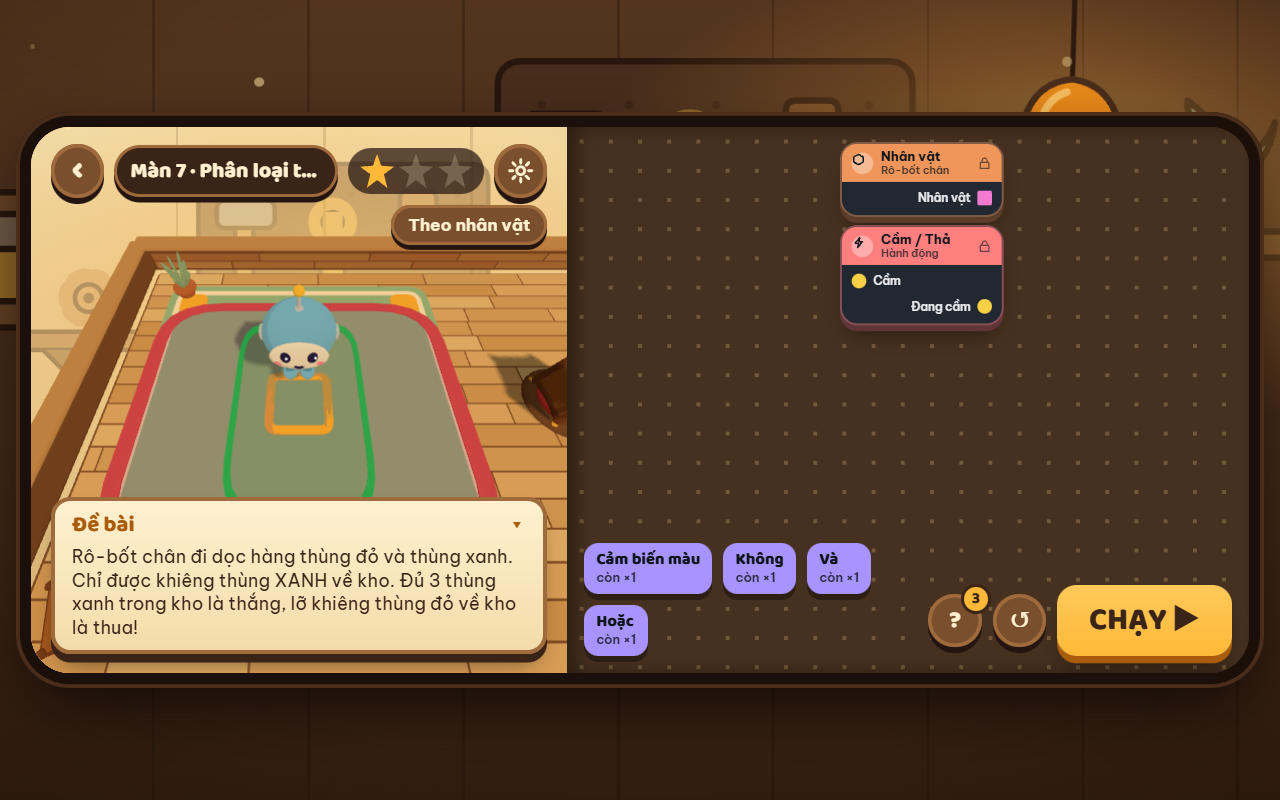 Màn 7 • Phân loại t...
Theo nhân vật
Đề bài
Rô-bốt chân đi dọc hàng thùng đỏ và thùng xanh.
Chỉ được khiêng thùng XANH về kho. Đủ 3 thùng
xanh trong kho là thắng, lỡ khiêng thùng đỏ về kho
là thua!
Nhân vật
Rô-bốt chân
Nhân vật
Cầm / Thả
Hành động
Cầm
Đang cầm
Cảm biến màu
còn ×1
Không
còn ×1
Và
còn ×1
Hoặc
còn ×1
?
3
CHẠY